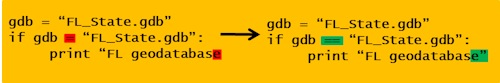 gdb = “FL_State.gdb”
if gdb = “FL_State.gdb”:
print “FL geodatabase
gdb = “FL_State.gdb”
if gdb == “FL_State.gdb”:
print “FL geodatabase”